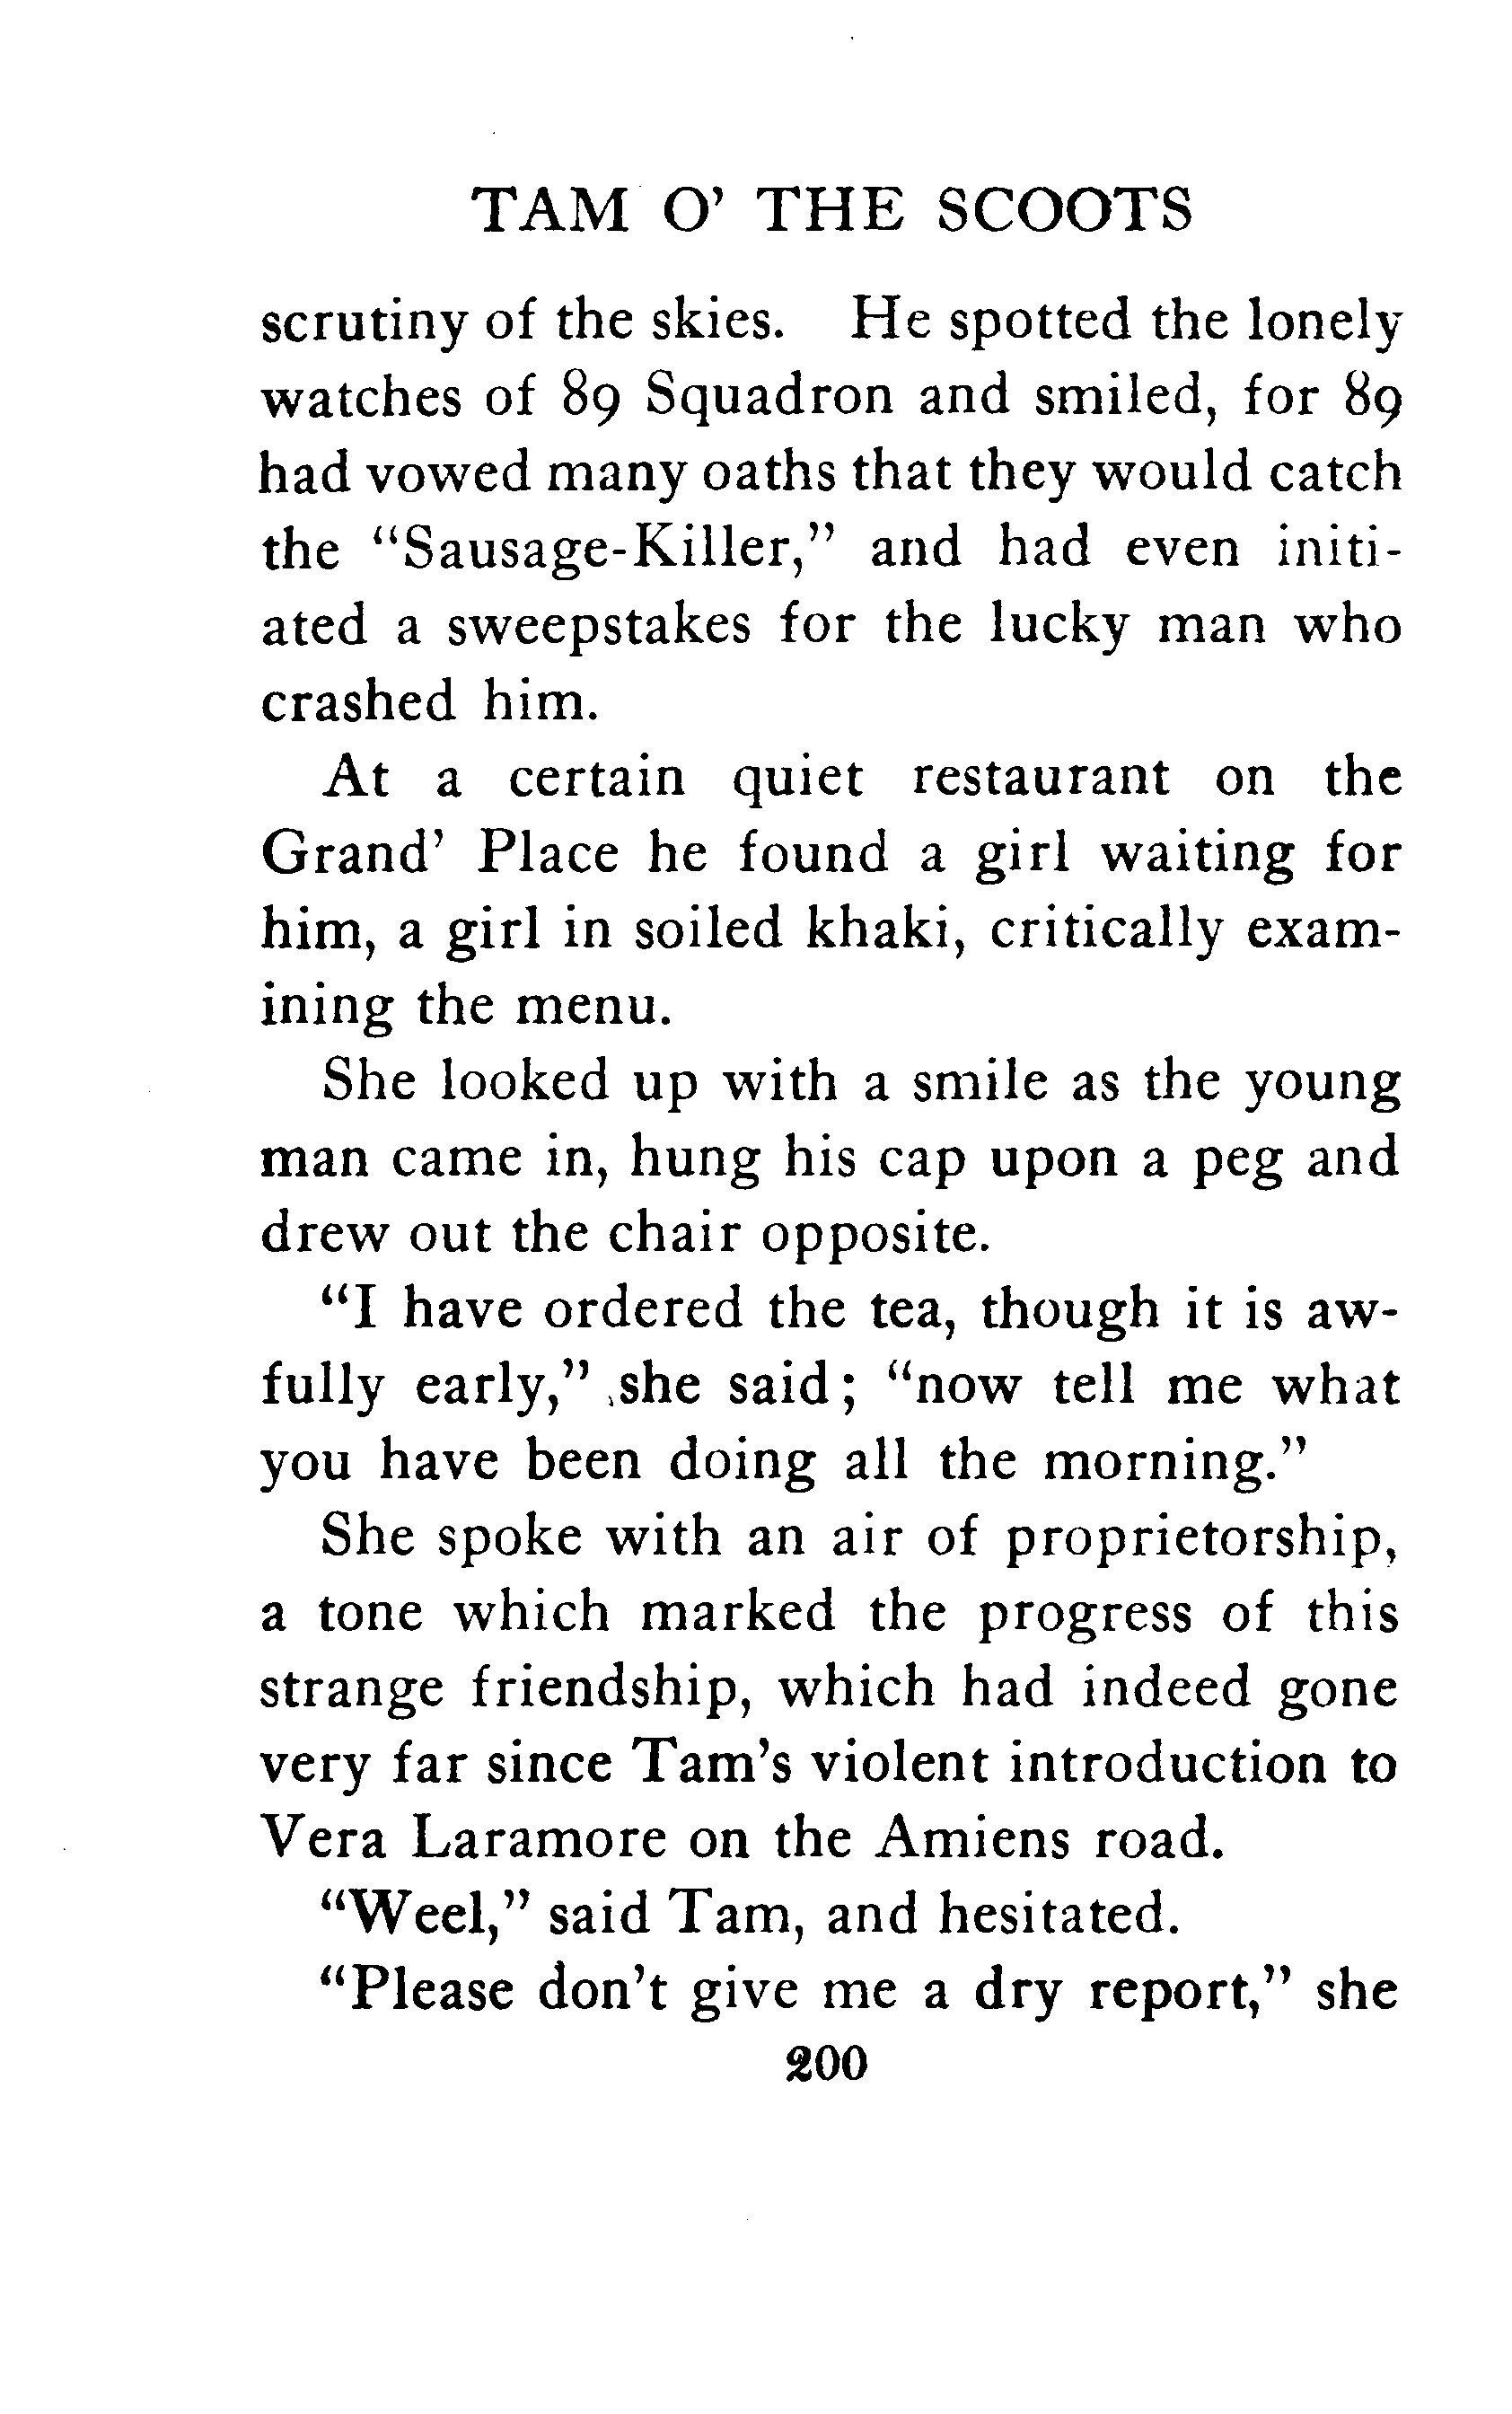 TAM O' THE SCOOTS
scrutiny of the skies. He spotted the lonely
watches of 89 Squadron and smiled, for 89
had vowed many oaths that they would catch
the "Sausage-Killer," and had even initi-
ated a sweepstakes for the lucky man who
crashed him.
At a certain quiet restaurant on the
Grand' Place he found a girl waiting for
him, a girl in soiled khaki, critically exam-
ining the menu.
She looked up with a smile as the young
man came in, hung his cap upon a peg and
drew out the chair opposite.
"I have ordered the tea, though it is aw-
fully early," she said; "now tell me what
you have been doing all the morning."
She spoke with an air of proprietorship,
a tone which marked the progress of this
strange friendship, which had indeed gone
very far since Tam's violent introduction to
Vera Laramore on the Amiens road.
"Weel," said Tam, and hesitated.
"Please don't give me a dry report," she
200